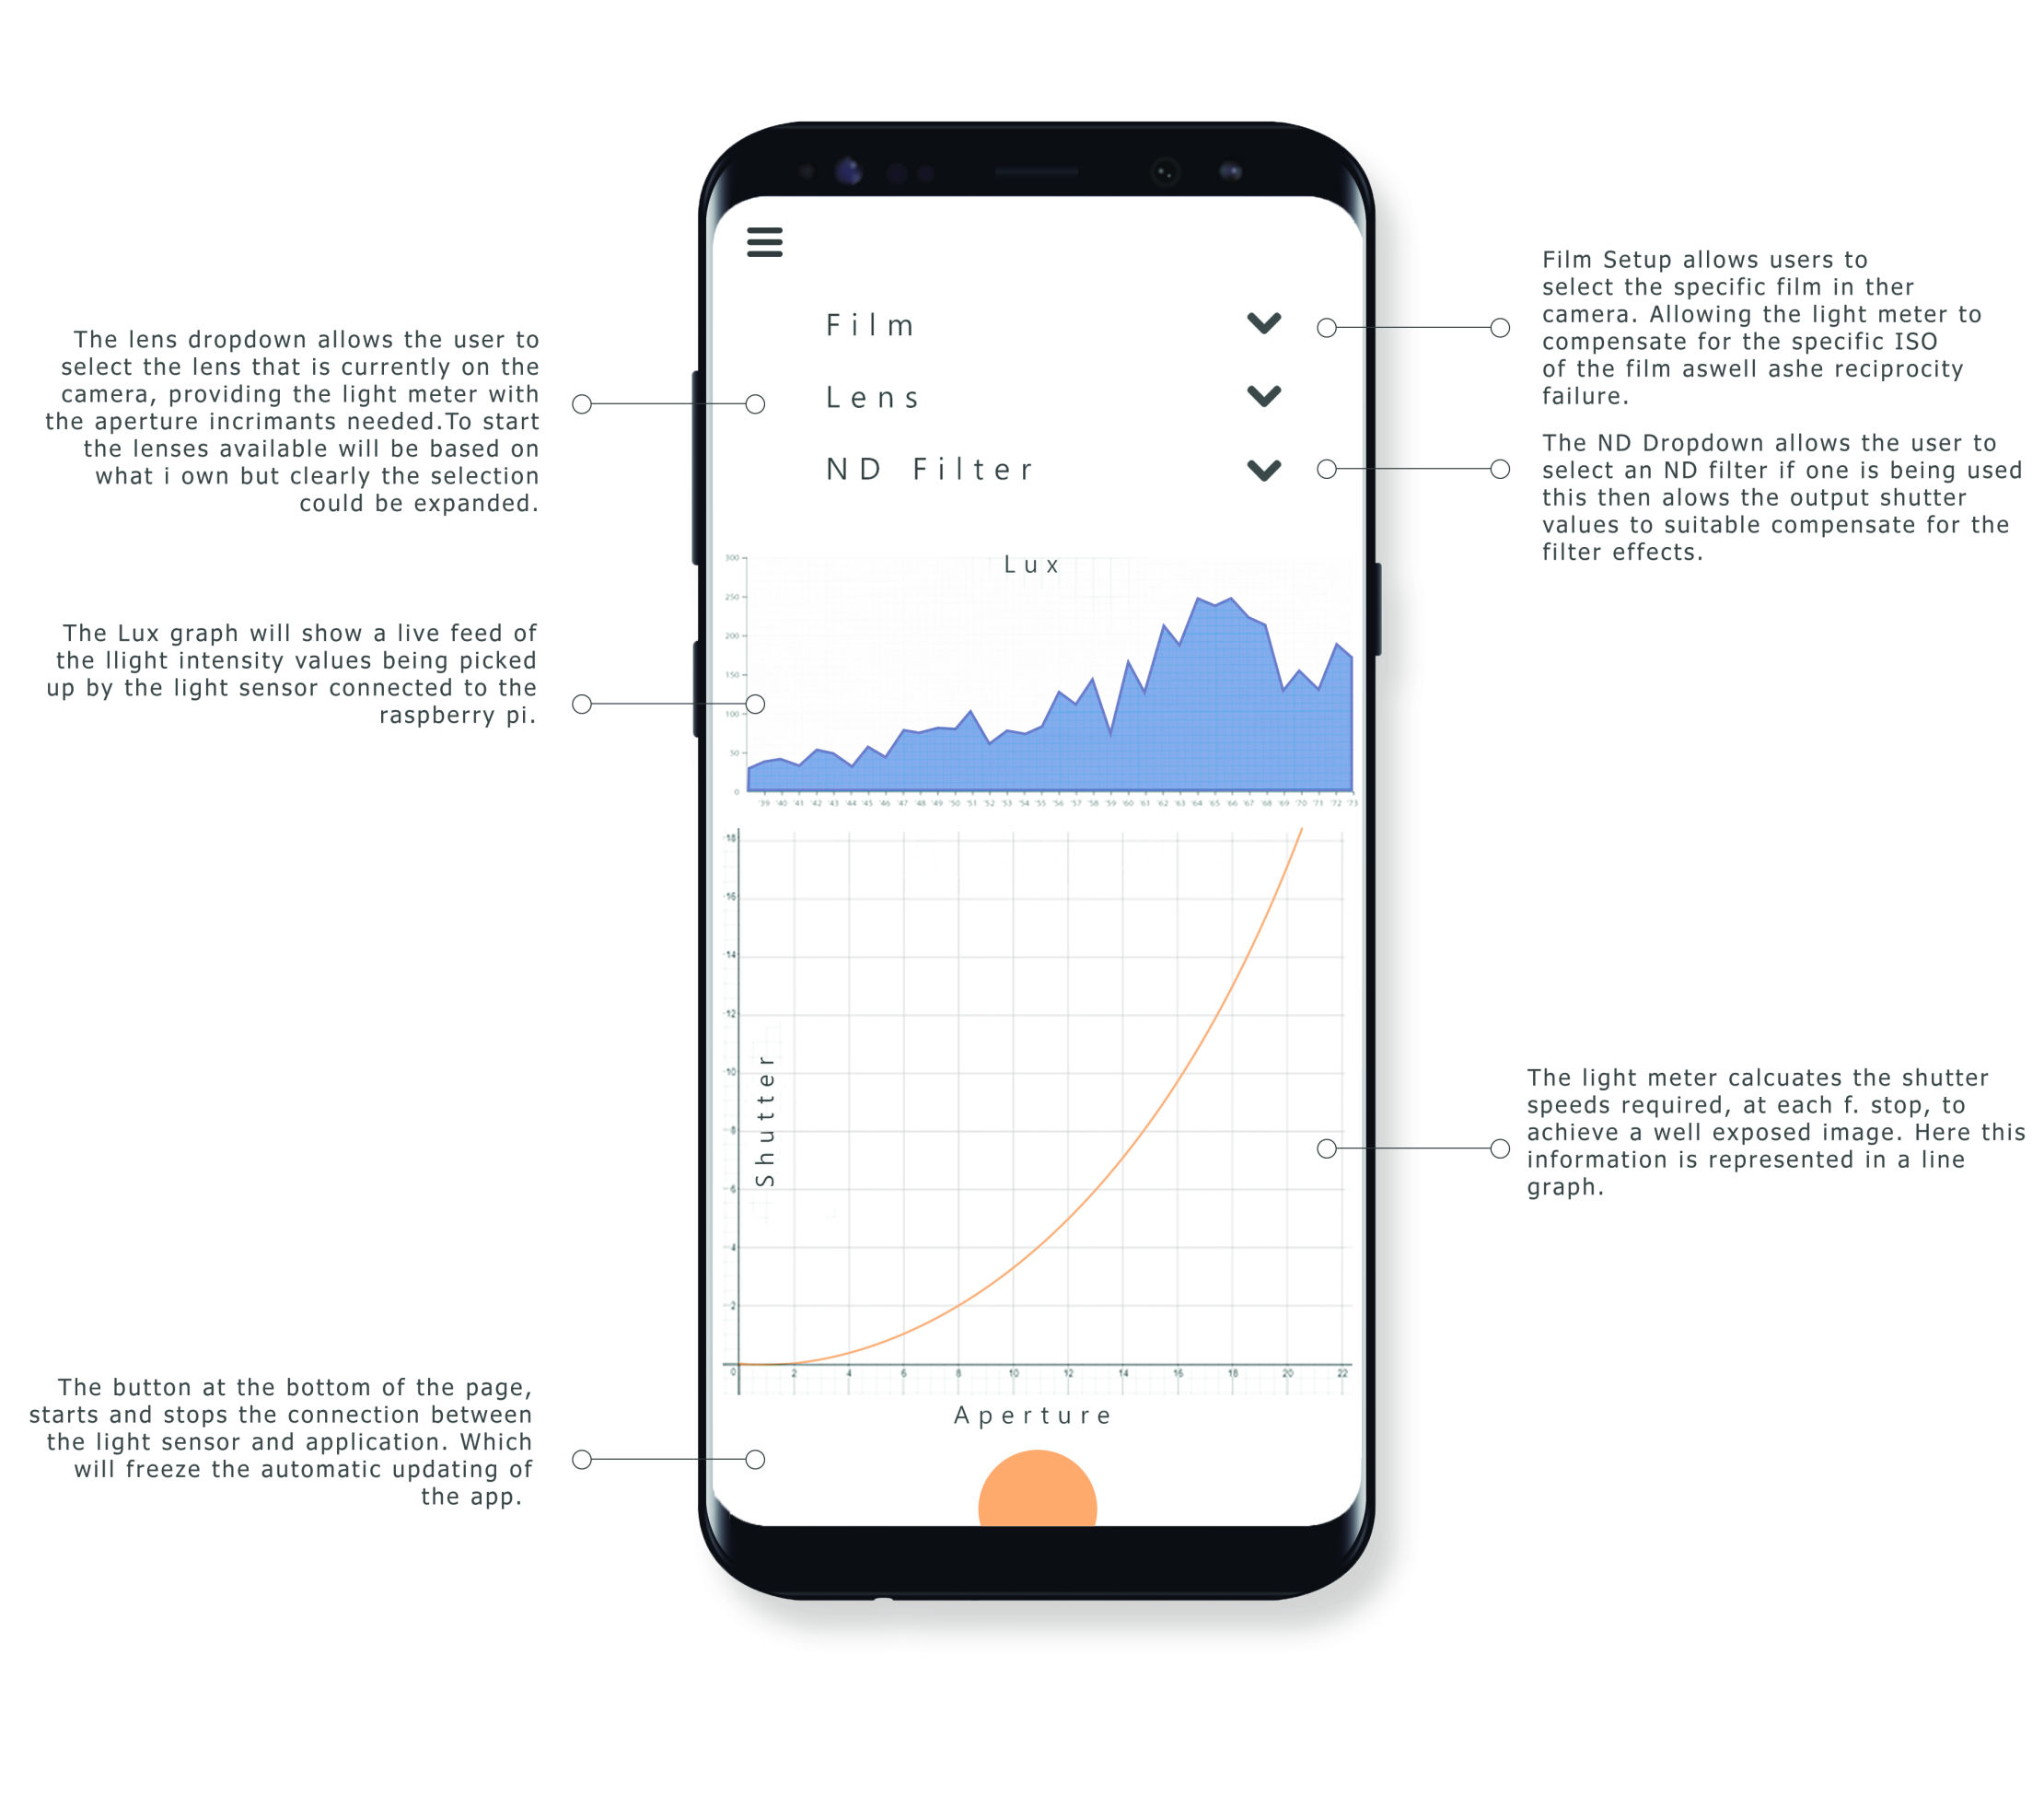 Film
Lens
ND Filter
The lens dropdown allows the user to
select the lens that is currently on the
camera, providing the light meter with
the aperture incrimants needed.To start
the lenses available will be based on
what i own but clearly the selection
could be expanded.
Film Setup allows users to
select the specific film in ther
camera. Allowing the light meter to
compensate for the specific ISO
of the film aswell ashe reciprocity
failure.
The ND Dropdown allows the user to
select an ND filter if one is being used
this then alows the output shutter
values to suitable compensate for the
filter effects.
The Lux graph will show a live feed of
the llight intensity values being picked
up by the light sensor connected to the
raspberry pi.
Lux
300
250
200
150
100
50
0
'39 '40 '41 '42 '43 '44 '45 '46 '47 '48 '49 '50 '51 '52 '53 '54 '55 '56 '57 '58 '59 '60 '61 '62 '63 '64 '65 '66 '67 '68 '69 '70 '71 '72 '73
18
16
14
12
10
8
6
4
2
Shutter
0 2 4 6 8 10 12 14 16 18 20 22
Aperture
The light meter calcuates the shutter
speeds required, at each f. stop, to
achieve a well exposed image. Here this
information is represented in a line
graph.
The button at the bottom of the page,
starts and stops the connection between
the light sensor and application. Which
will freeze the automatic updating of
the app.